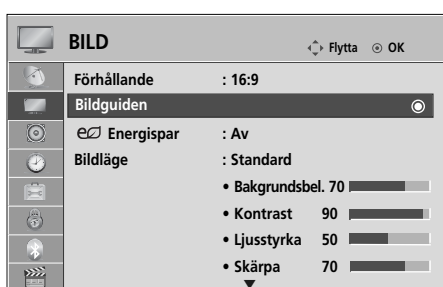 BILD Flytta OK
Förhållande : 16:9
Bildguiden
Energispar : Av
Bildläge : Standard
• Bakgrundsbel. 70
• Kontrast 90
• Ljusstyrka 50
• Skärpa 70